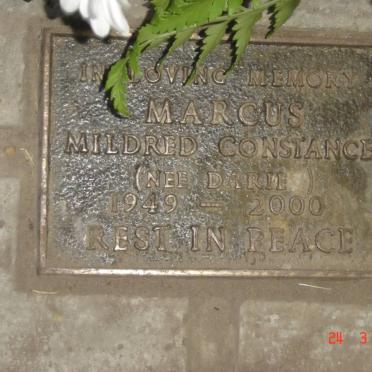 IN LOVING MEMORY
MARCUS
MILDRED CONSTANCE
(NEE DARIE )
1949 - 2000
REST IN PEACE
24 3